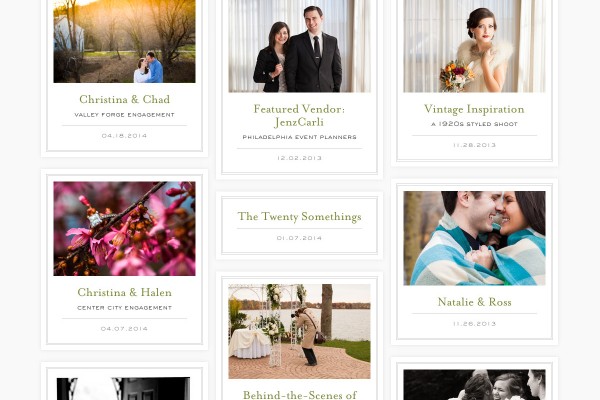 Christina & Chad
VALLEY FORGE ENGAGEMENT
04.18.2014
Christina & Halen
CENTER CITY ENGAGEMENT
04.07.2014
Featured Vendor:
JenzCarli
PHILADELPHIA EVENT PLANNERS
12.02.2013
The Twenty Somethings
01.07.2014
Behind-the-Scenes of
Vintage Inspiration
A 1920s STYLED SHOOT
11.28.2013
Natalie & Ross
11.26.2013